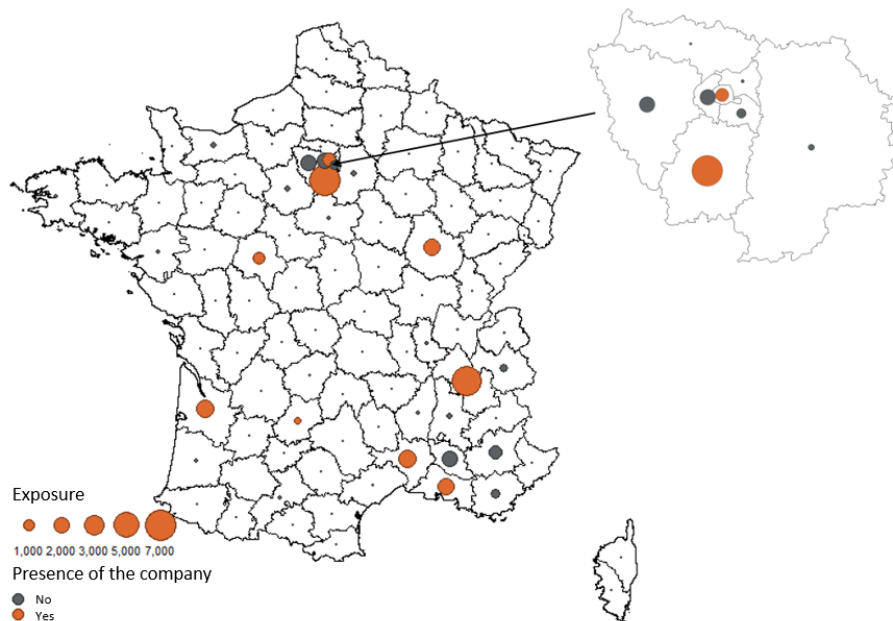 Exposure
1,000 2,000 3,000 5,000 7,000
Presence of the company
No
Yes